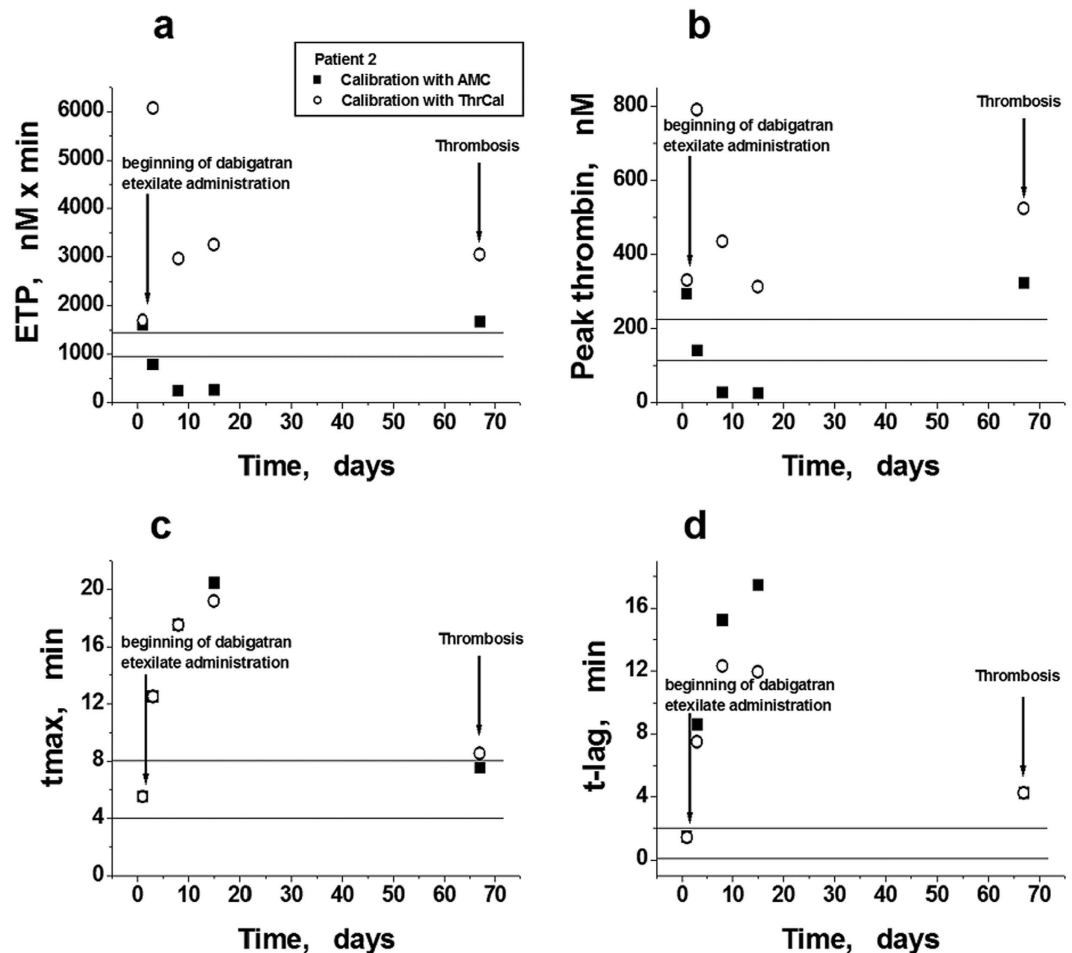 a
Patient 2
Calibration with AMC
Calibration with ThrCal
ETP, nM x min
6000
5000
4000
3000
2000
1000
0
beginning of dabigatran
etexilate administration
Thrombosis
0 10 20 30 40 50 60 70
Time, days
b
Peak thrombin, nM
800
600
400
200
0
beginning of dabigatran
etexilate administration
Thrombosis
0 10 20 30 40 50 60 70
Time, days
c
tmax, min
20
16
12
8
4
0
beginning of dabigatran
etexilate administration
Thrombosis
0 10 20 30 40 50 60 70
Time, days
d
t-lag, min
16
12
8
4
0
beginning of dabigatran
etexilate administration
Thrombosis
0 10 20 30 40 50 60 70
Time, days